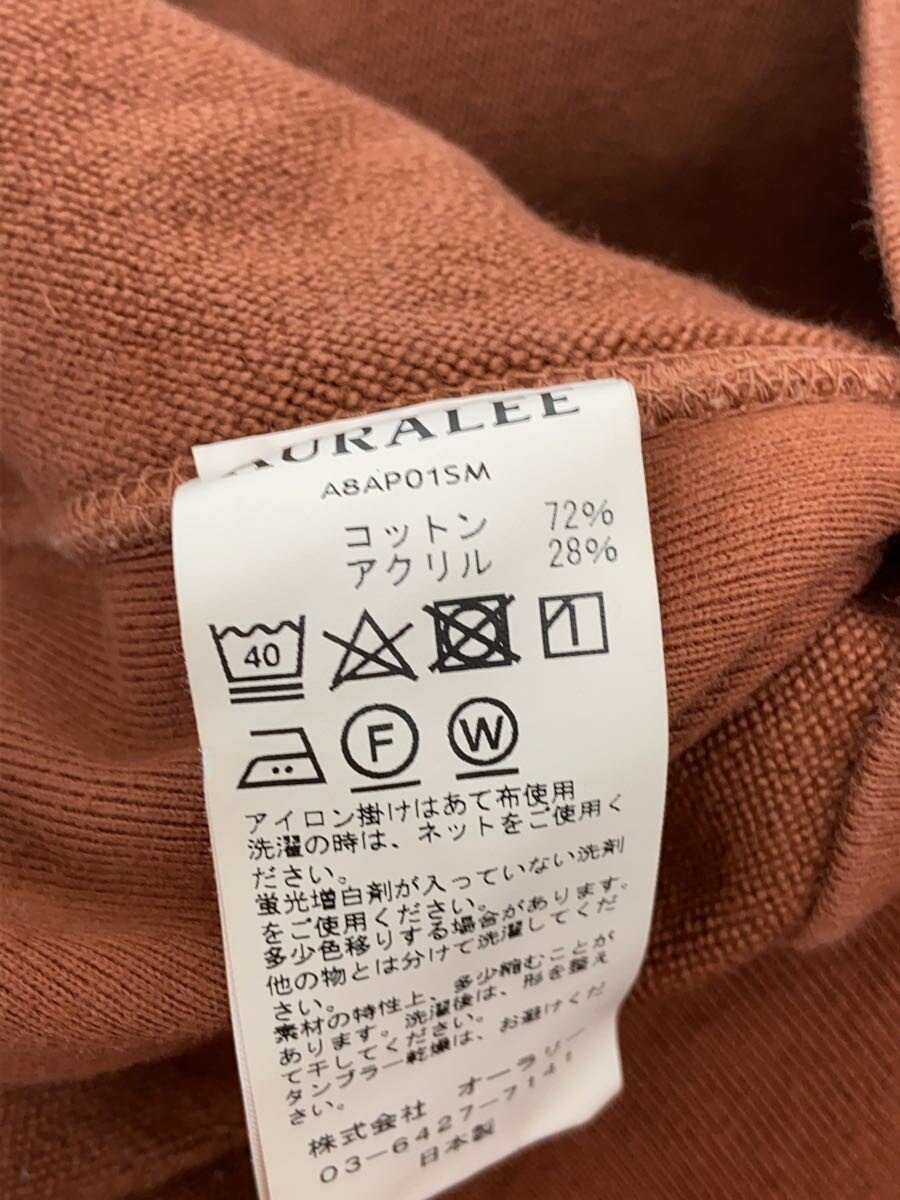 AURALEE
A8AP01SM
コットン 72%
アクリル 28%
40
F W
アイロン掛けはあて布使用
洗濯の時は、ネットをご使用く
ださい。
蛍光増白剤が入っていない洗剤
をご使用ください。
多少色移りする場合があります。
他の物とは分けて洗濯してくだ
さい。
素材の特性上、多少縮むことが
あります。洗濯後は、形を整え
て干してください。
タンブラー乾燥は、お避けくだ
さい。
株式会社 オーラリー
03-6427-7141
日本製